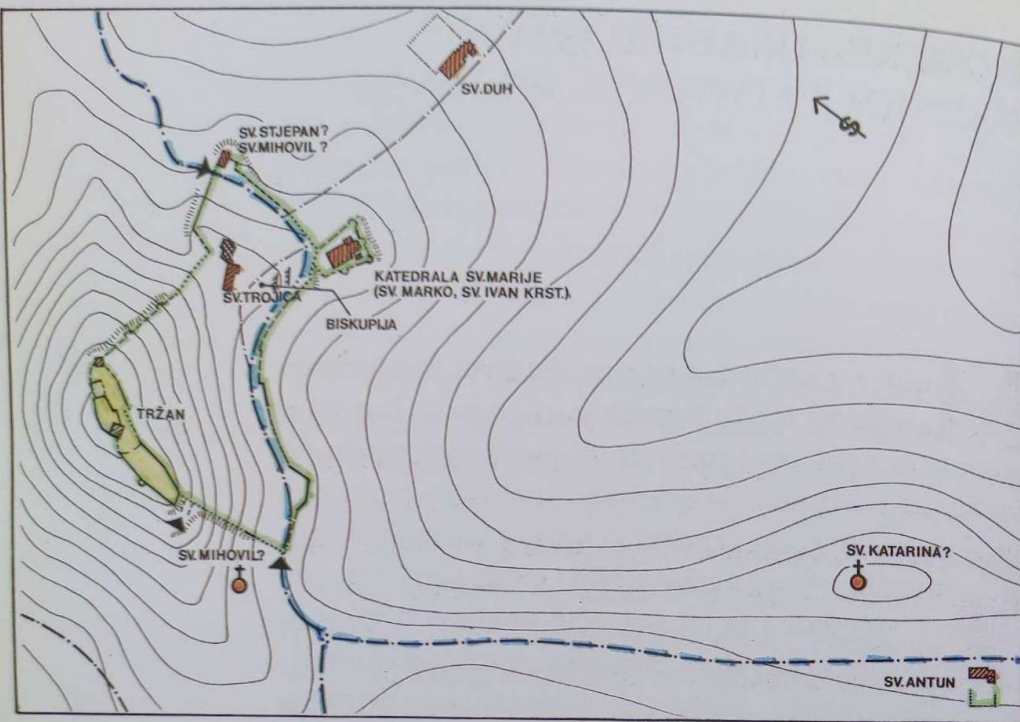 SV.DUH
SV. STJEPAN?
SV.MIHOVIL ?
KATEDRALA SV.MARIJE
(SV. MARKO, SV. IVAN KRST.)
SV.TROJICA
BISKUPIJA
TRŽAN
SV. MIHOVIL?
SV. KATARINA?
SV.ANTUN